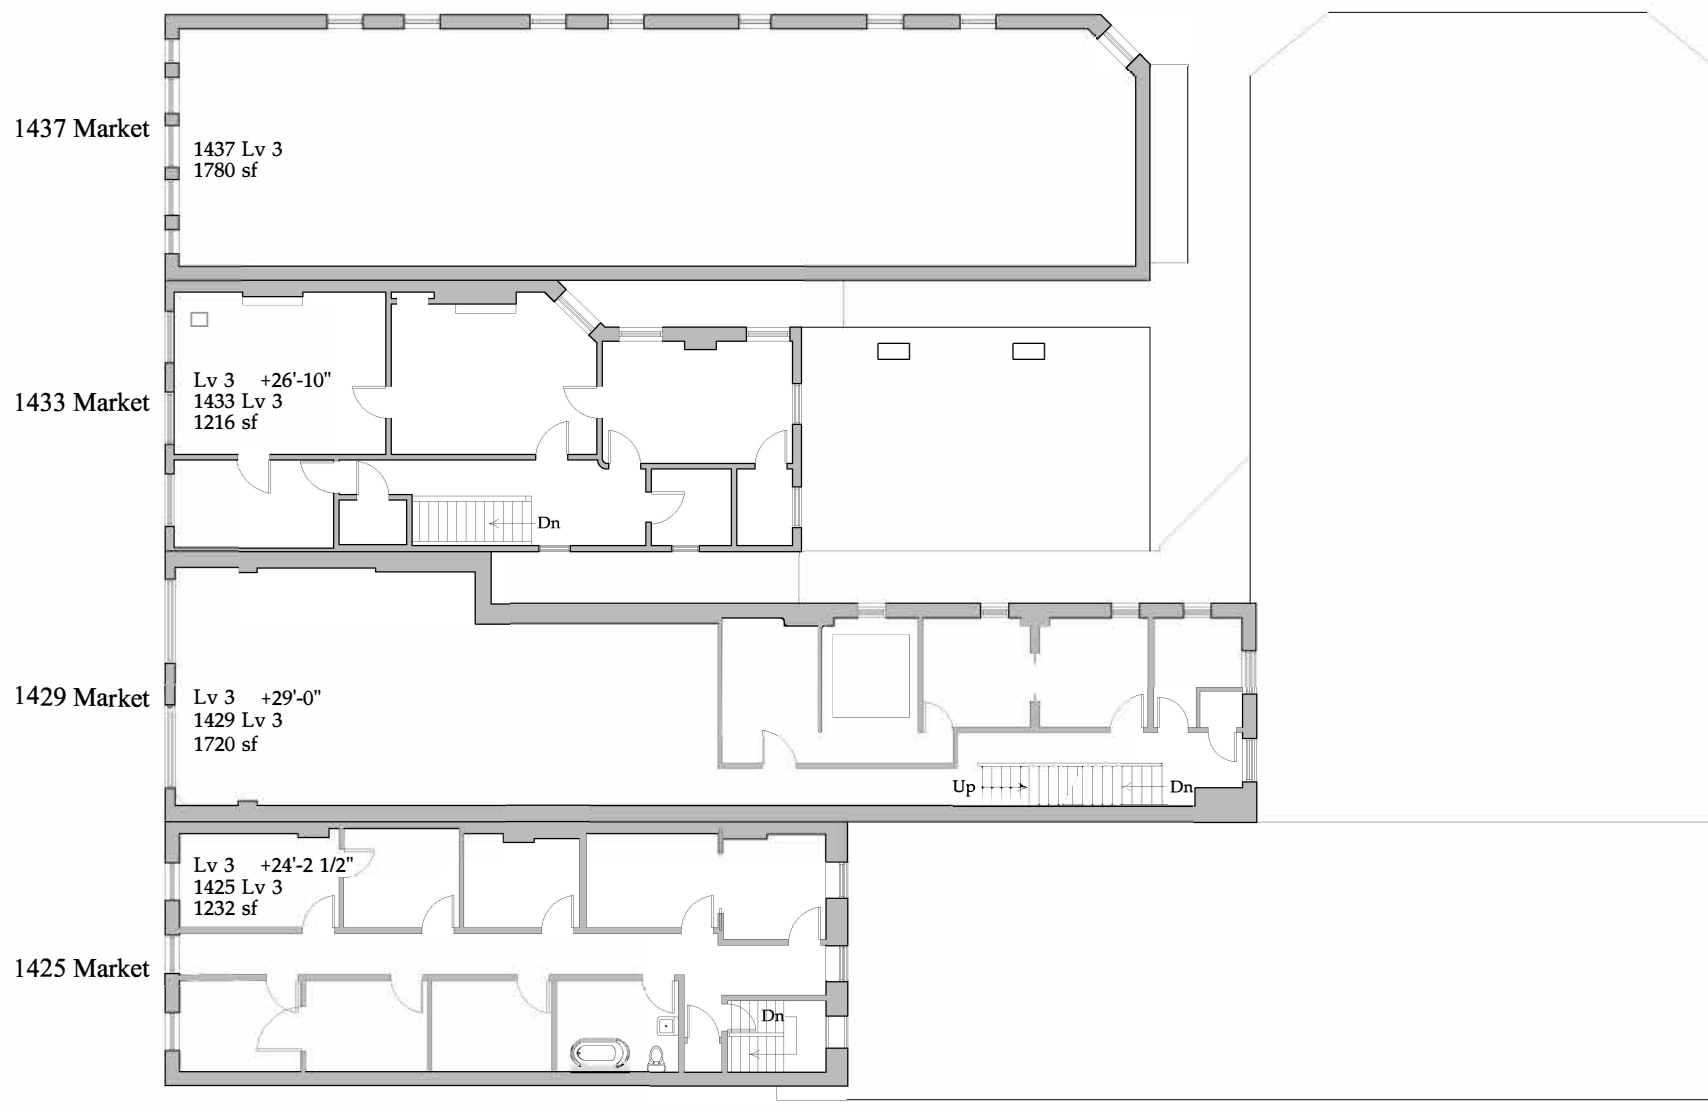 1437 Market
1437 Lv 3
1780 sf
1433 Market
Lv 3 +26'-10"
1433 Lv 3
1216 sf
Dn
1429 Market
Lv 3 +29'-0"
1429 Lv 3
1720 sf
Up
Dn
Lv 3 +24'-2 1/2"
1425 Lv 3
1232 sf
1425 Market
Dn